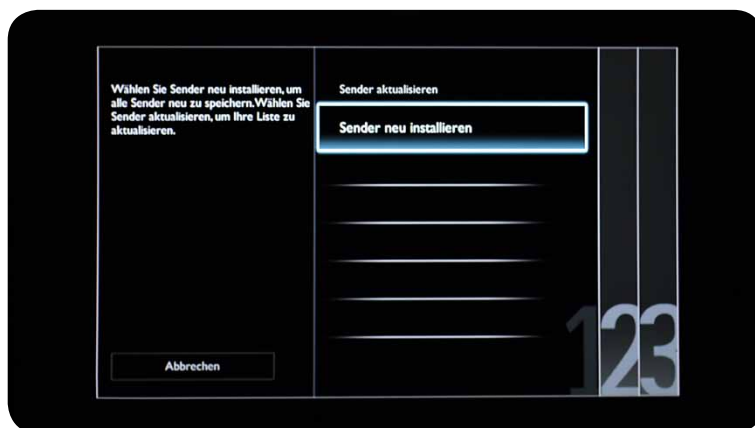 Wählen Sie Sender neu installieren, um
alle Sender neu zu speichern.Wählen Sie
Sender aktualisieren, um Ihre Liste zu
aktualisieren.
Sender aktualisieren
Sender neu installieren
123
Abbrechen